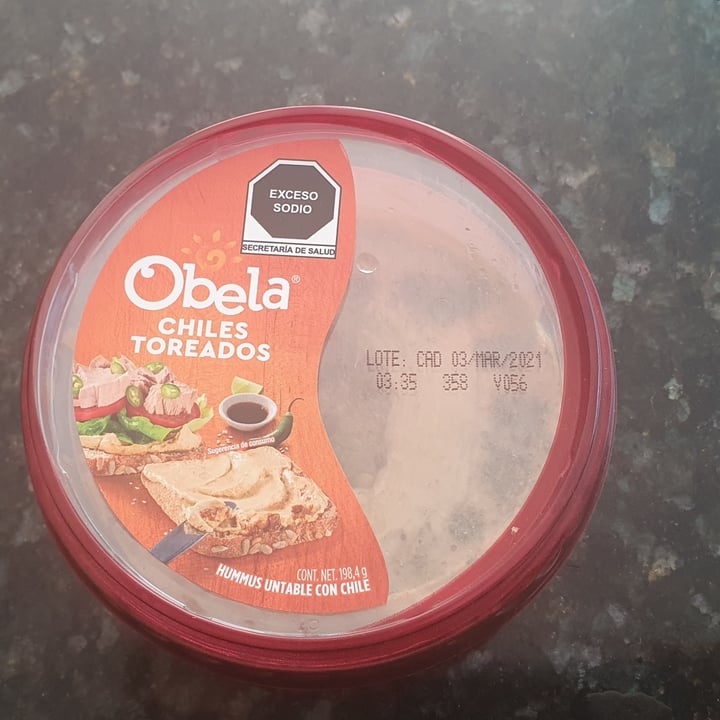 EXCESO
SODIO
SECRETARÍA DE SALUD
Obela®
CHILES
TOREADOS
Sugerencia de Consumo
CONT. NET. 198,4 g
HUMMUS UNTABLE CON CHILE
LOTE: CAD 03/MAR/2021
03:35 358 V056